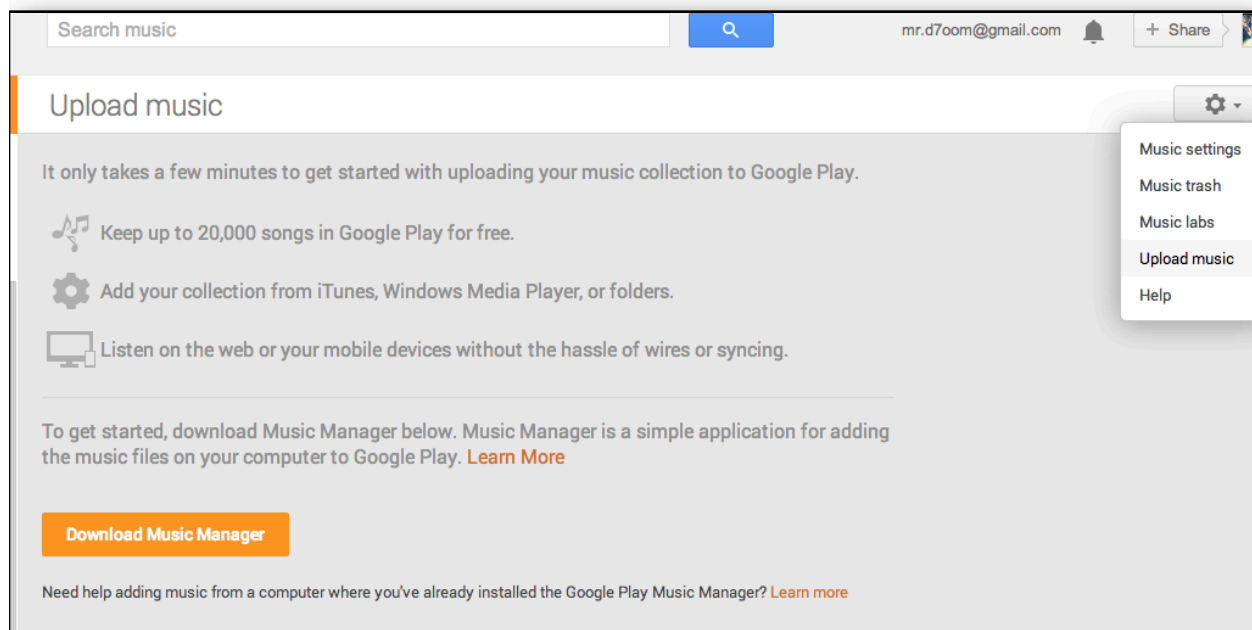 Search music
mr.d7oom@gmail.com
+ Share
Upload music
Music settings
Music trash
Music labs
Upload music
Help
It only takes a few minutes to get started with uploading your music collection to Google Play.
Keep up to 20,000 songs in Google Play for free.
Add your collection from iTunes, Windows Media Player, or folders.
Listen on the web or your mobile devices without the hassle of wires or syncing.
To get started, download Music Manager below. Music Manager is a simple application for adding
the music files on your computer to Google Play. Learn More
Download Music Manager
Need help adding music from a computer where you've already installed the Google Play Music Manager? Learn more